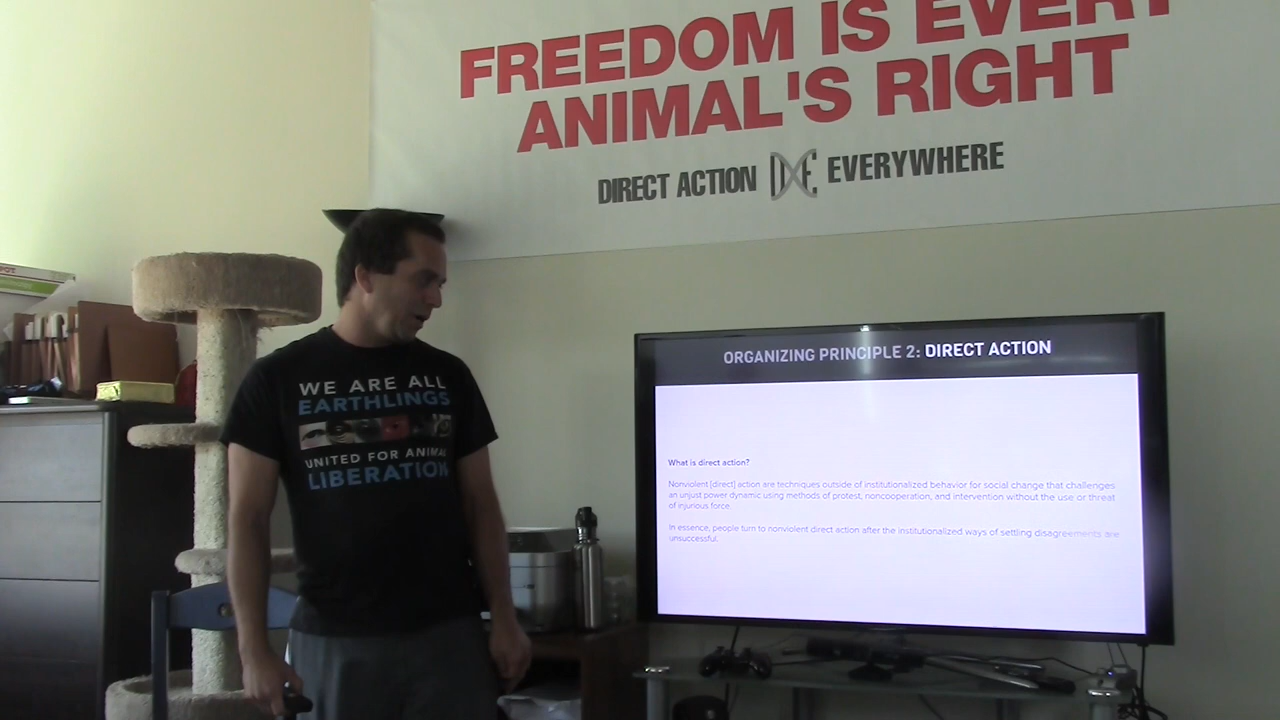 FREEDOM IS EVERY
ANIMAL'S RIGHT
DIRECT ACTION DXE EVERYWHERE
WE ARE ALL
EARTHLINGS
UNITED FOR ANIMAL
LIBERATION
ORGANIZING PRINCIPLE 2: DIRECT ACTION
What is direct action?
Nonviolent [direct] action are techniques outside of institutionalized behavior for social change that challenges
an unjust power dynamic using methods of protest, noncooperation, and intervention without the use or threat
of injurious force.
In essence, people turn to nonviolent direct action after the institutionalized ways of settling disagreements are
unsuccessful.